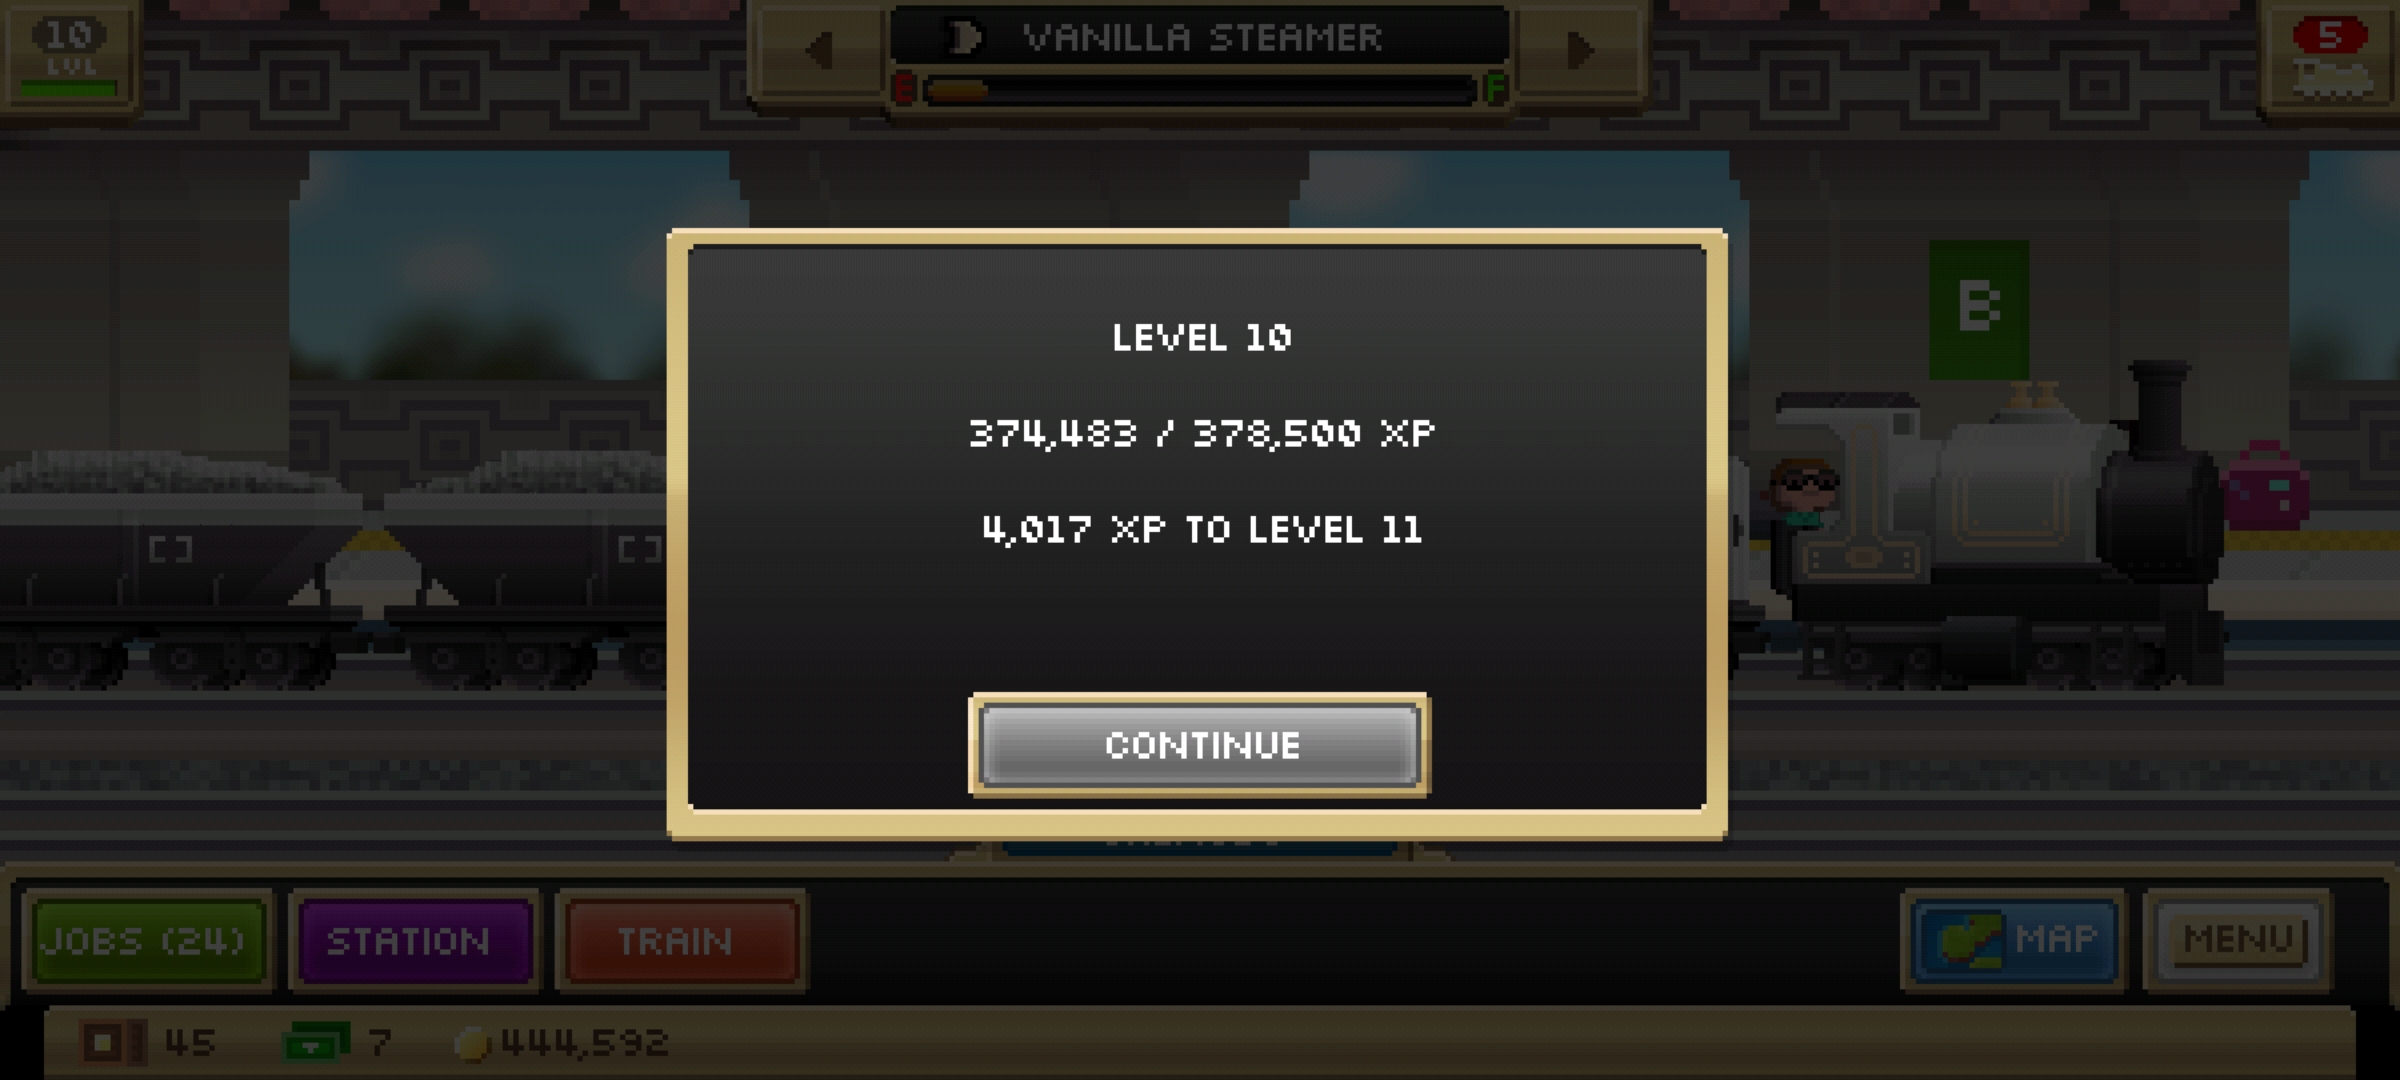 10
LVL
VANILLA STEAMER
E
F
5
B
LEVEL 10
374,483 / 378,500 XP
4,017 XP TO LEVEL 11
CONTINUE
JOBS (24)
STATION
TRAIN
MAP
MENU
45
7
444,592